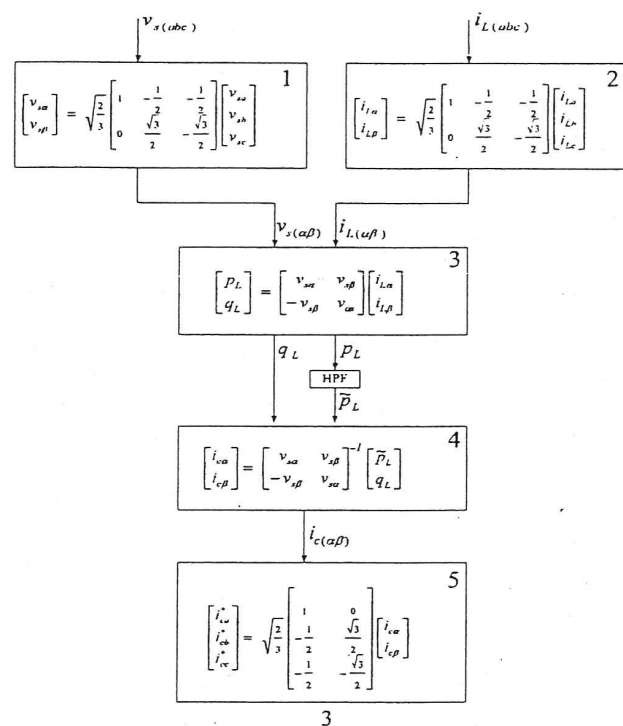 v_s(abc) i_L(abc)
1
[v_sα; v_sβ] = √(2/3) [1 -1/2 -1/2; 0 √3/2 -√3/2] [v_sa; v_sb; v_sc]
2
[i_Lα; i_Lβ] = √(2/3) [1 -1/2 -1/2; 0 √3/2 -√3/2] [i_La; i_Lb; i_Lc]
v_s(αβ) i_L(αβ)
3
[p_L; q_L] = [v_sα v_sβ; -v_sβ v_sα] [i_Lα; i_Lβ]
q_L p_L
HPF
p̃_L
4
[i_cα; i_cβ] = [v_sα v_sβ; -v_sβ v_sα]^-1 [p̃_L; q_L]
i_c(αβ)
5
[i*_ca; i*_cb; i*_cc] = √(2/3) [1 0; -1/2 √3/2; -1/2 -√3/2] [i_cα; i_cβ]
3